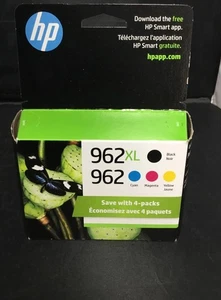 hp
Download the free
HP Smart app.
Téléchargez l'application
HP Smart gratuite.
hpapp.com
962XL
Black
Noir
962
Cyan
Magenta
Yellow
Jaune
Save with 4-packs
Économisez avec 4 paquets